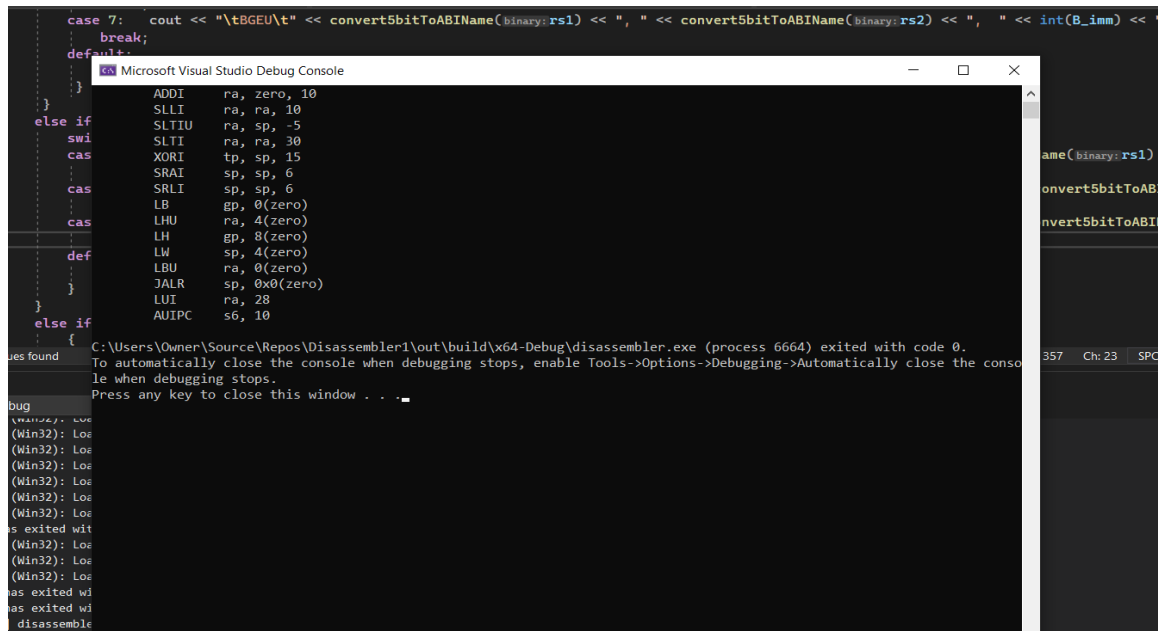 case 7: cout << "\tBGEU\t" << convert5bitToABIName(binary:rs1) << ", " << convert5bitToABIName(binary:rs2) << ", " << int(B_imm) << "
break;
default:
}
}
else if
swi
cas
cas
cas
def
}
}
else if
{
Microsoft Visual Studio Debug Console
ADDI ra, zero, 10
SLLI ra, ra, 10
SLTIU ra, sp, -5
SLTI ra, ra, 30
XORI tp, sp, 15
SRAI sp, sp, 6
SRLI sp, sp, 6
LB gp, 0(zero)
LHU ra, 4(zero)
LH gp, 8(zero)
LW sp, 4(zero)
LBU ra, 0(zero)
JALR sp, 0x0(zero)
LUI ra, 28
AUIPC s6, 10
C:\Users\Owner\Source\Repos\Disassembler1\out\build\x64-Debug\disassembler.exe (process 6664) exited with code 0.
To automatically close the console when debugging stops, enable Tools->Options->Debugging->Automatically close the conso
le when debugging stops.
Press any key to close this window . . .
ame(binary:rs1)
onvert5bitToAB
nvert5bitToABI
ues found
357 Ch: 23 SPC
bug
(Win32): Loa
(Win32): Loa
(Win32): Loa
(Win32): Loa
(Win32): Loa
(Win32): Loa
(Win32): Loa
as exited wit
(Win32): Loa
(Win32): Loa
(Win32): Loa
has exited wi
has exited wi
disassemble